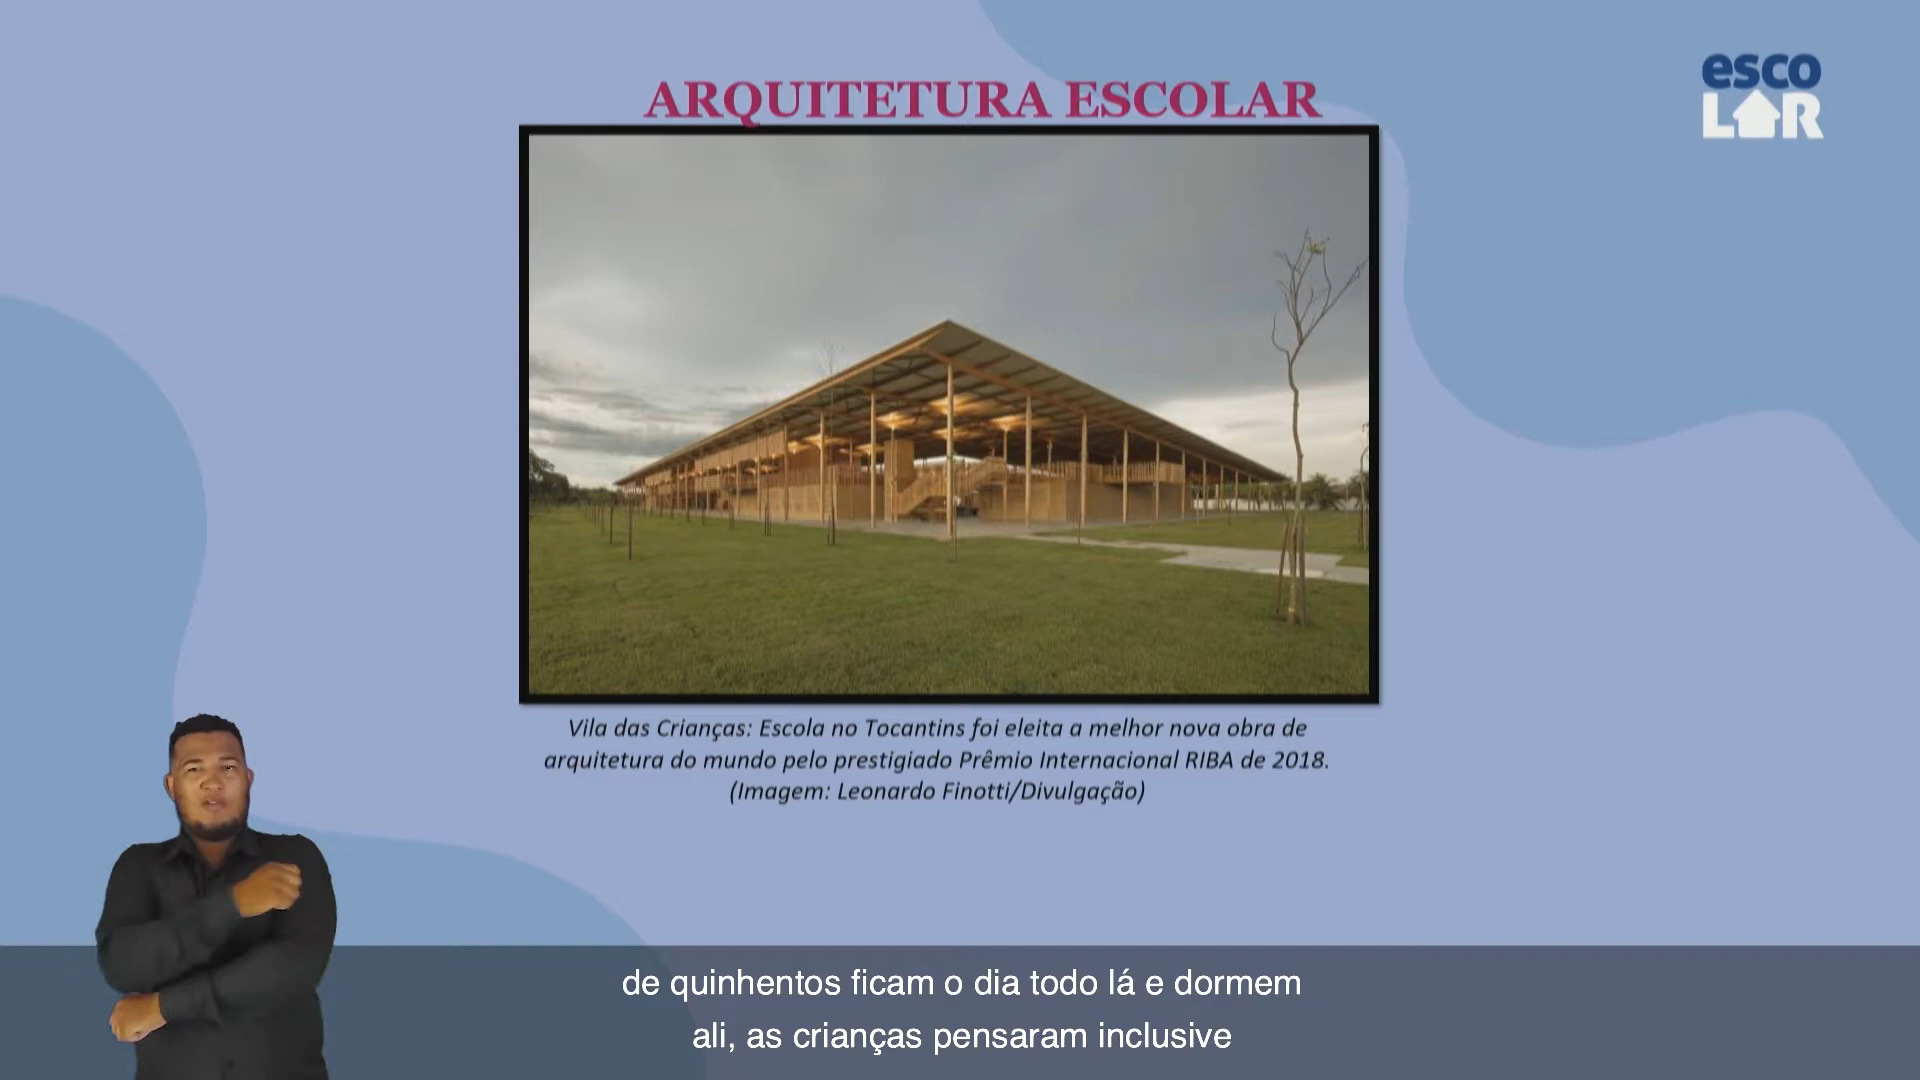 ARQUITETURA ESCOLAR
esco
LAR
Vila das Crianças: Escola no Tocantins foi eleita a melhor nova obra de
arquitetura do mundo pelo prestigiado Prêmio Internacional RIBA de 2018.
(Imagem: Leonardo Finotti/Divulgação)
de quinhentos ficam o dia todo lá e dormem
ali, as crianças pensaram inclusive